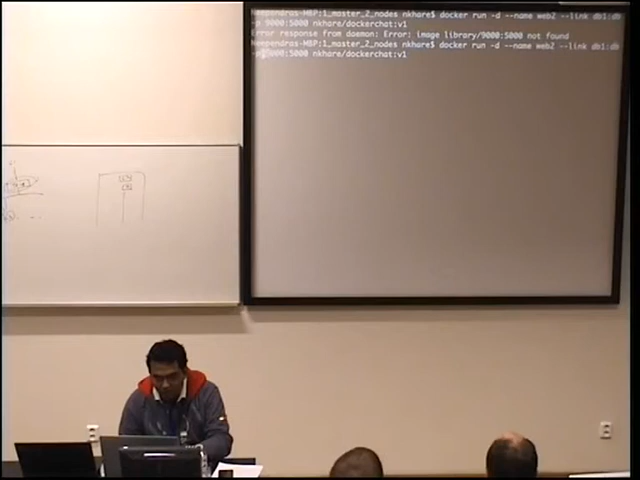 Neependras-MBP:1_master_2_nodes nkhare$ docker run -d --name web2 --link db1:db
-p 9000:5000 nkhare/dockerchat:v1
Error response from daemon: Error: image library/9000:5000 not found
Neependras-MBP:1_master_2_nodes nkhare$ docker run -d --name web2 --link db1:db
-p 9000:5000 nkhare/dockerchat:v1